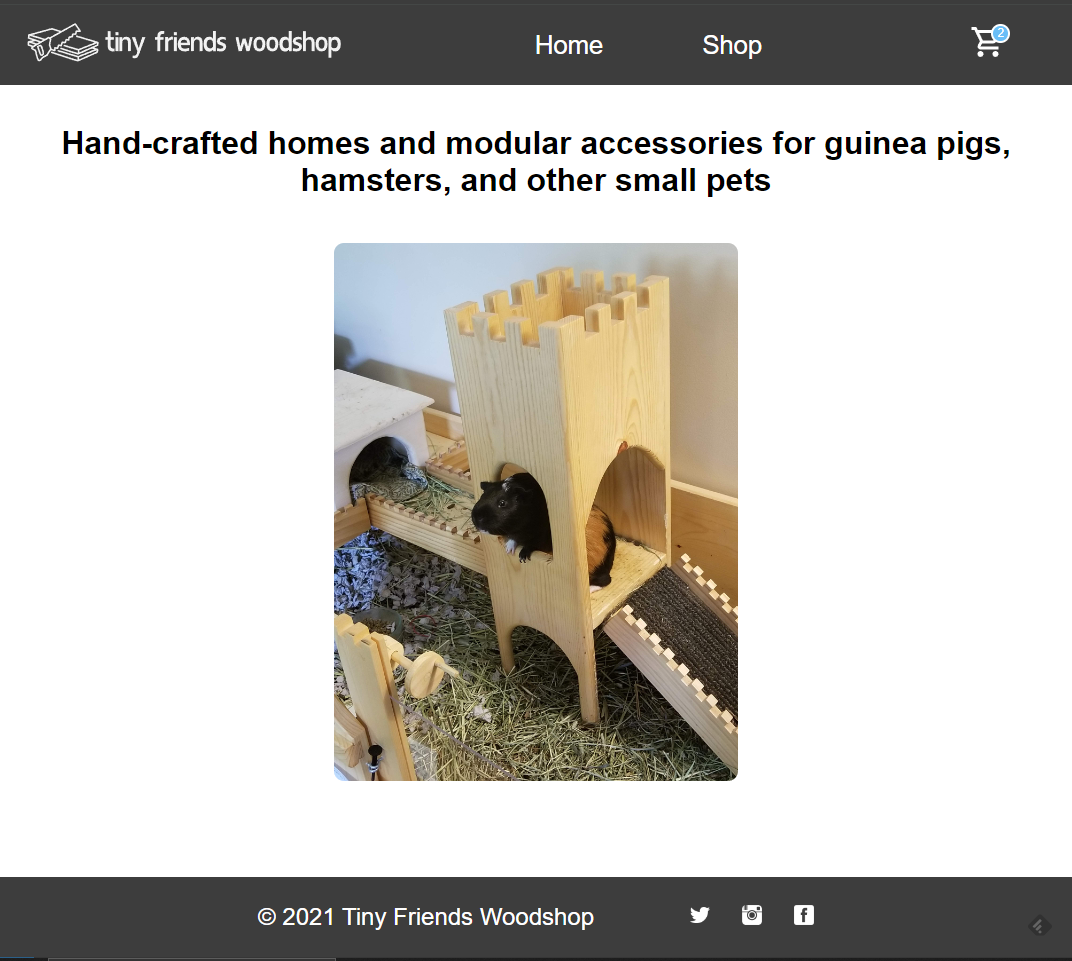 tiny friends woodshop
Home
Shop
2
Hand-crafted homes and modular accessories for guinea pigs,
hamsters, and other small pets
© 2021 Tiny Friends Woodshop